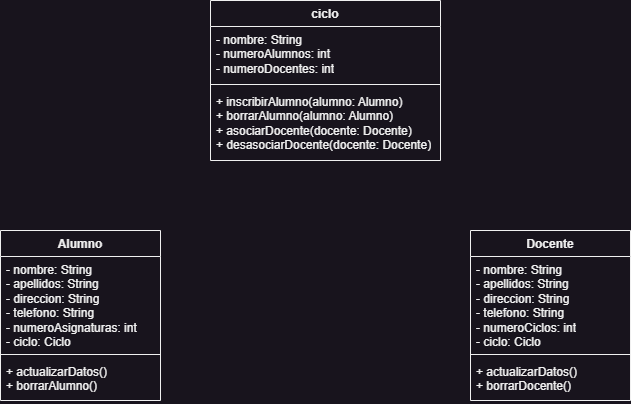 ciclo
- nombre: String
- numeroAlumnos: int
- numeroDocentes: int
+ inscribirAlumno(alumno: Alumno)
+ borrarAlumno(alumno: Alumno)
+ asociarDocente(docente: Docente)
+ desasociarDocente(docente: Docente)
Alumno
- nombre: String
- apellidos: String
- direccion: String
- telefono: String
- numeroAsignaturas: int
- ciclo: Ciclo
+ actualizarDatos()
+ borrarAlumno()
Docente
- nombre: String
- apellidos: String
- direccion: String
- telefono: String
- numeroCiclos: int
- ciclo: Ciclo
+ actualizarDatos()
+ borrarDocente()